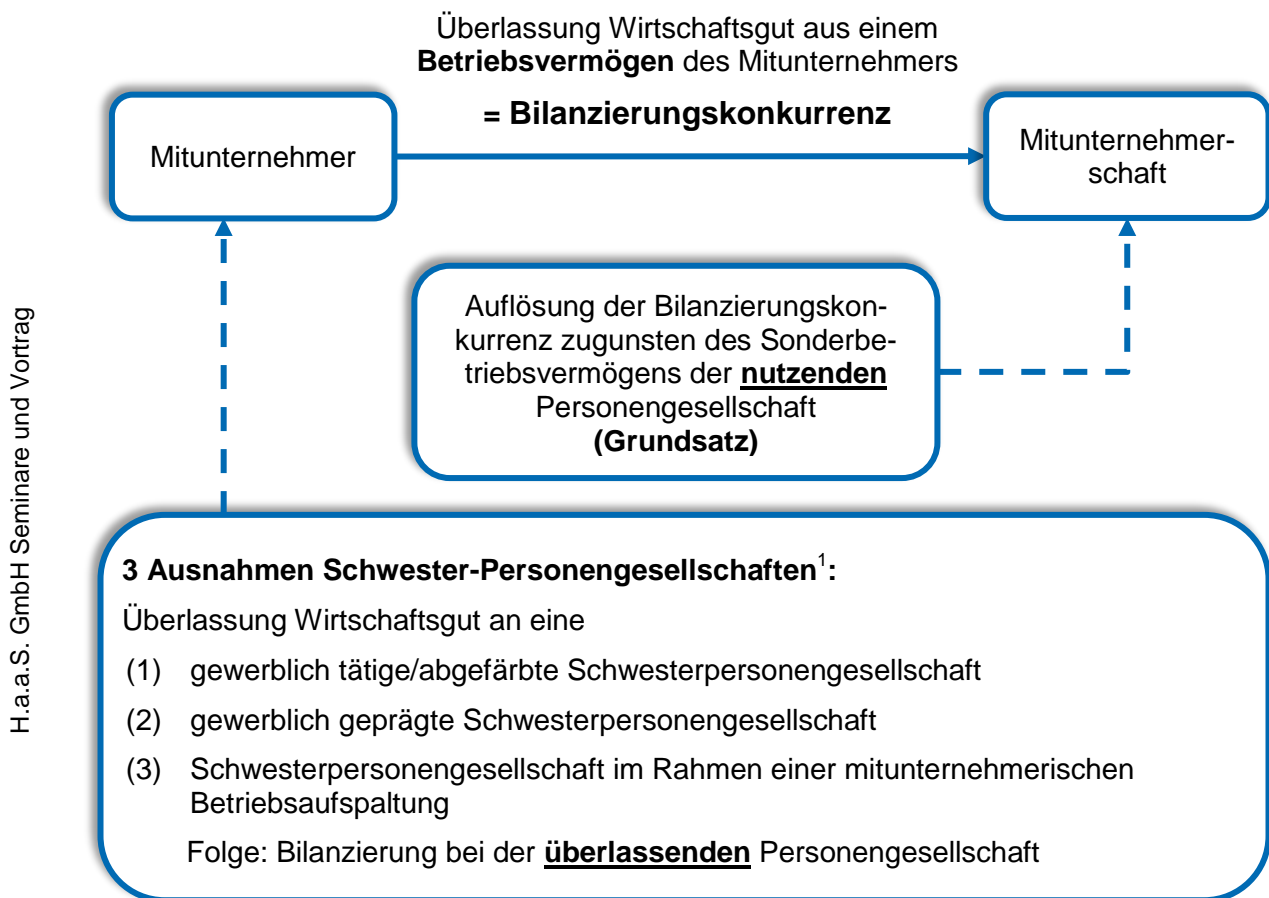 Überlassung Wirtschaftsgut aus einem
Betriebsvermögen des Mitunternehmers
= Bilanzierungskonkurrenz
Mitunternehmer
Mitunternehmer-
schaft
Auflösung der Bilanzierungskon-
kurrenz zugunsten des Sonderbe-
triebsvermögens der nutzenden
Personengesellschaft
(Grundsatz)
H.a.a.S. GmbH Seminare und Vortrag
3 Ausnahmen Schwester-Personengesellschaften¹:
Überlassung Wirtschaftsgut an eine
(1) gewerblich tätige/abgefärbte Schwesterpersonengesellschaft
(2) gewerblich geprägte Schwesterpersonengesellschaft
(3) Schwesterpersonengesellschaft im Rahmen einer mitunternehmerischen
Betriebsaufspaltung
Folge: Bilanzierung bei der überlassenden Personengesellschaft